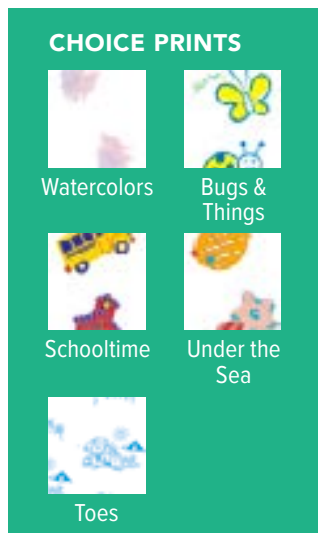 CHOICE PRINTS
Watercolors
Bugs &
Things
Schooltime
Under the
Sea
Toes